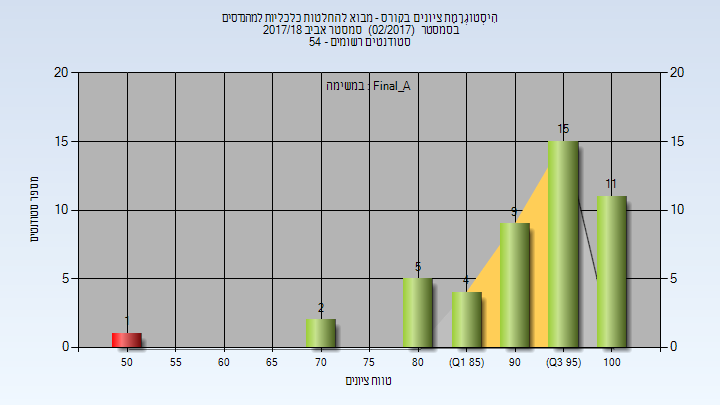 היסטוגרמת ציונים בקורס - מבוא להחלטות כלכליות למהנדסים
בסמסטר (02/2017) סמסטר אביב 2017/18
סטודנטים רשומים - 54
במשימה : Final_A
20 20
15 15
10 10
5 5
0 0
1 2 5 4 9 15 11
50 55 60 65 70 75 80 (Q1 85) 90 (Q3 95) 100
מספר סטודנטים
טווח ציונים